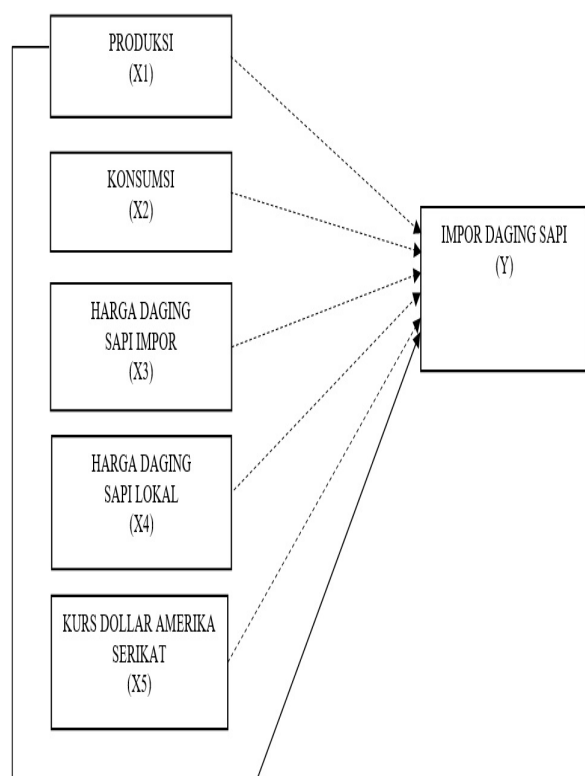 PRODUKSI
(X1)
KONSUMSI
(X2)
HARGA DAGING
SAPI IMPOR
(X3)
HARGA DAGING
SAPI LOKAL
(X4)
KURS DOLLAR AMERIKA
SERIKAT
(X5)
IMPOR DAGING SAPI
(Y)